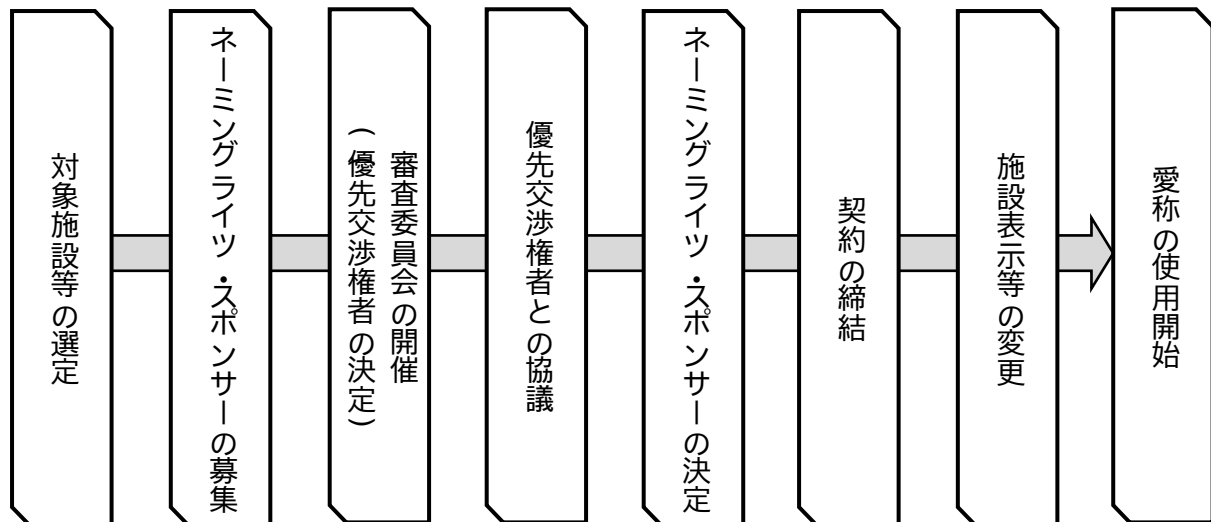 対象施設等の選定
ネーミングライツ・スポンサーの募集
審査委員会の開催
(優先交渉権者の決定)
優先交渉権者との協議
ネーミングライツ・スポンサーの決定
契約の締結
施設表示等の変更
愛称の使用開始